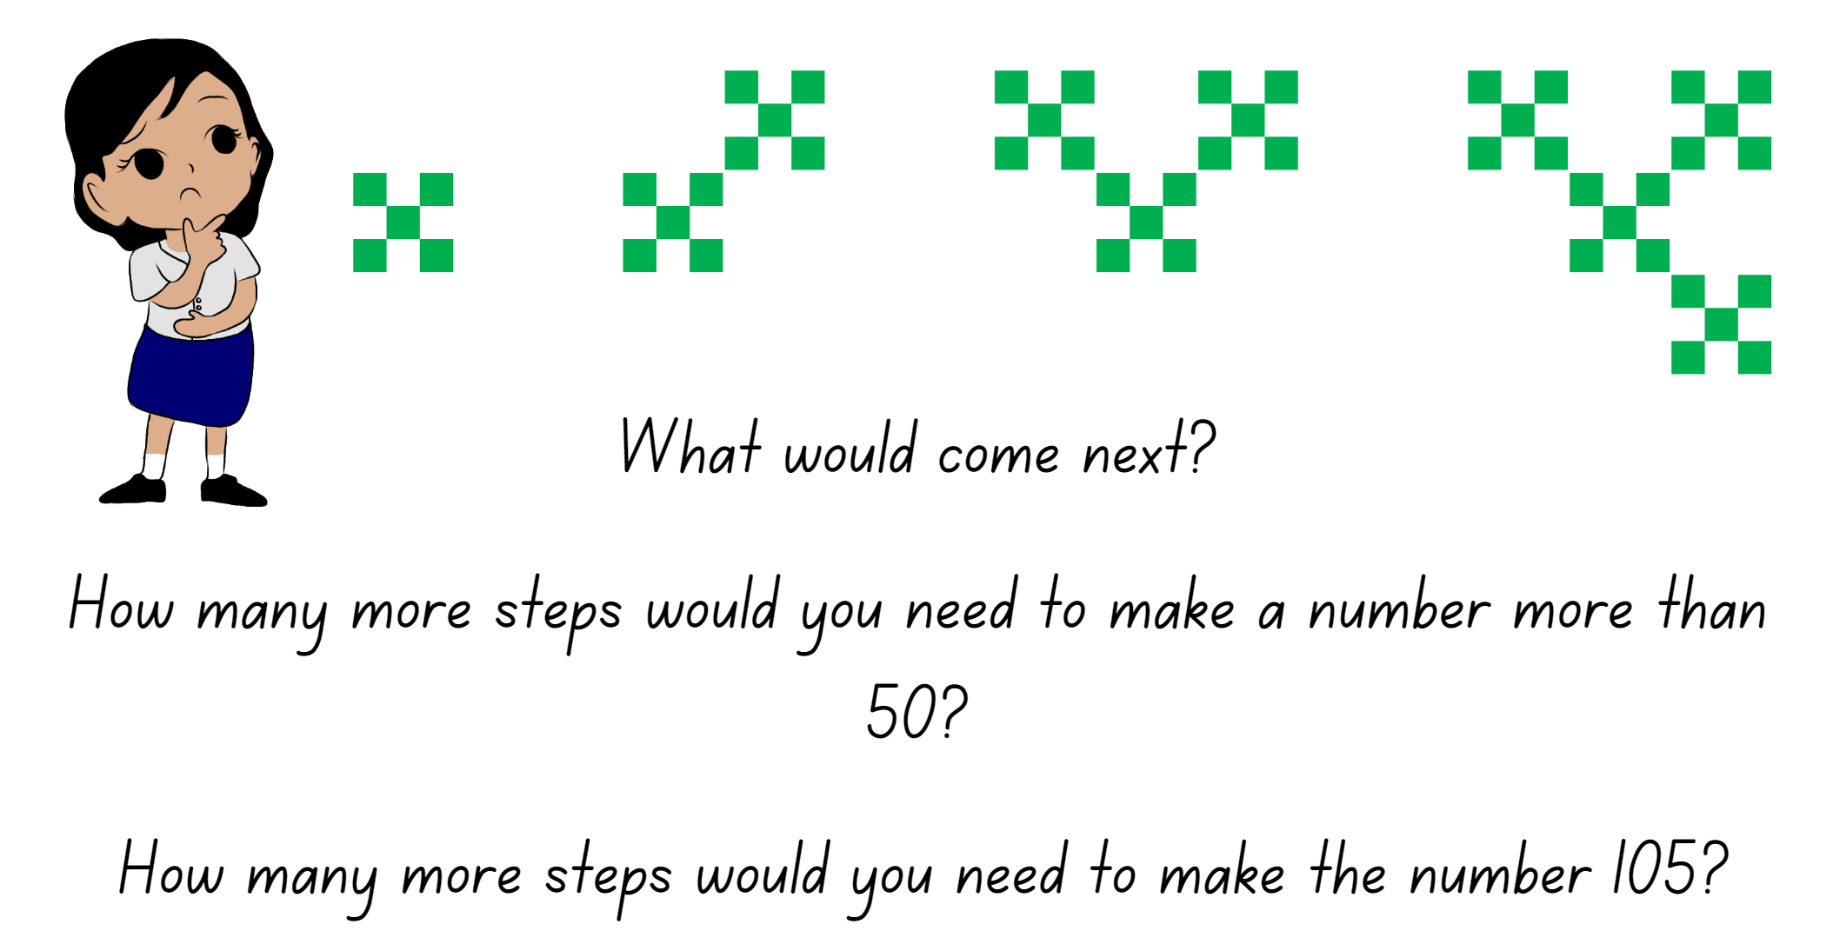 What would come next?
How many more steps would you need to make a number more than
50?
How many more steps would you need to make the number 105?